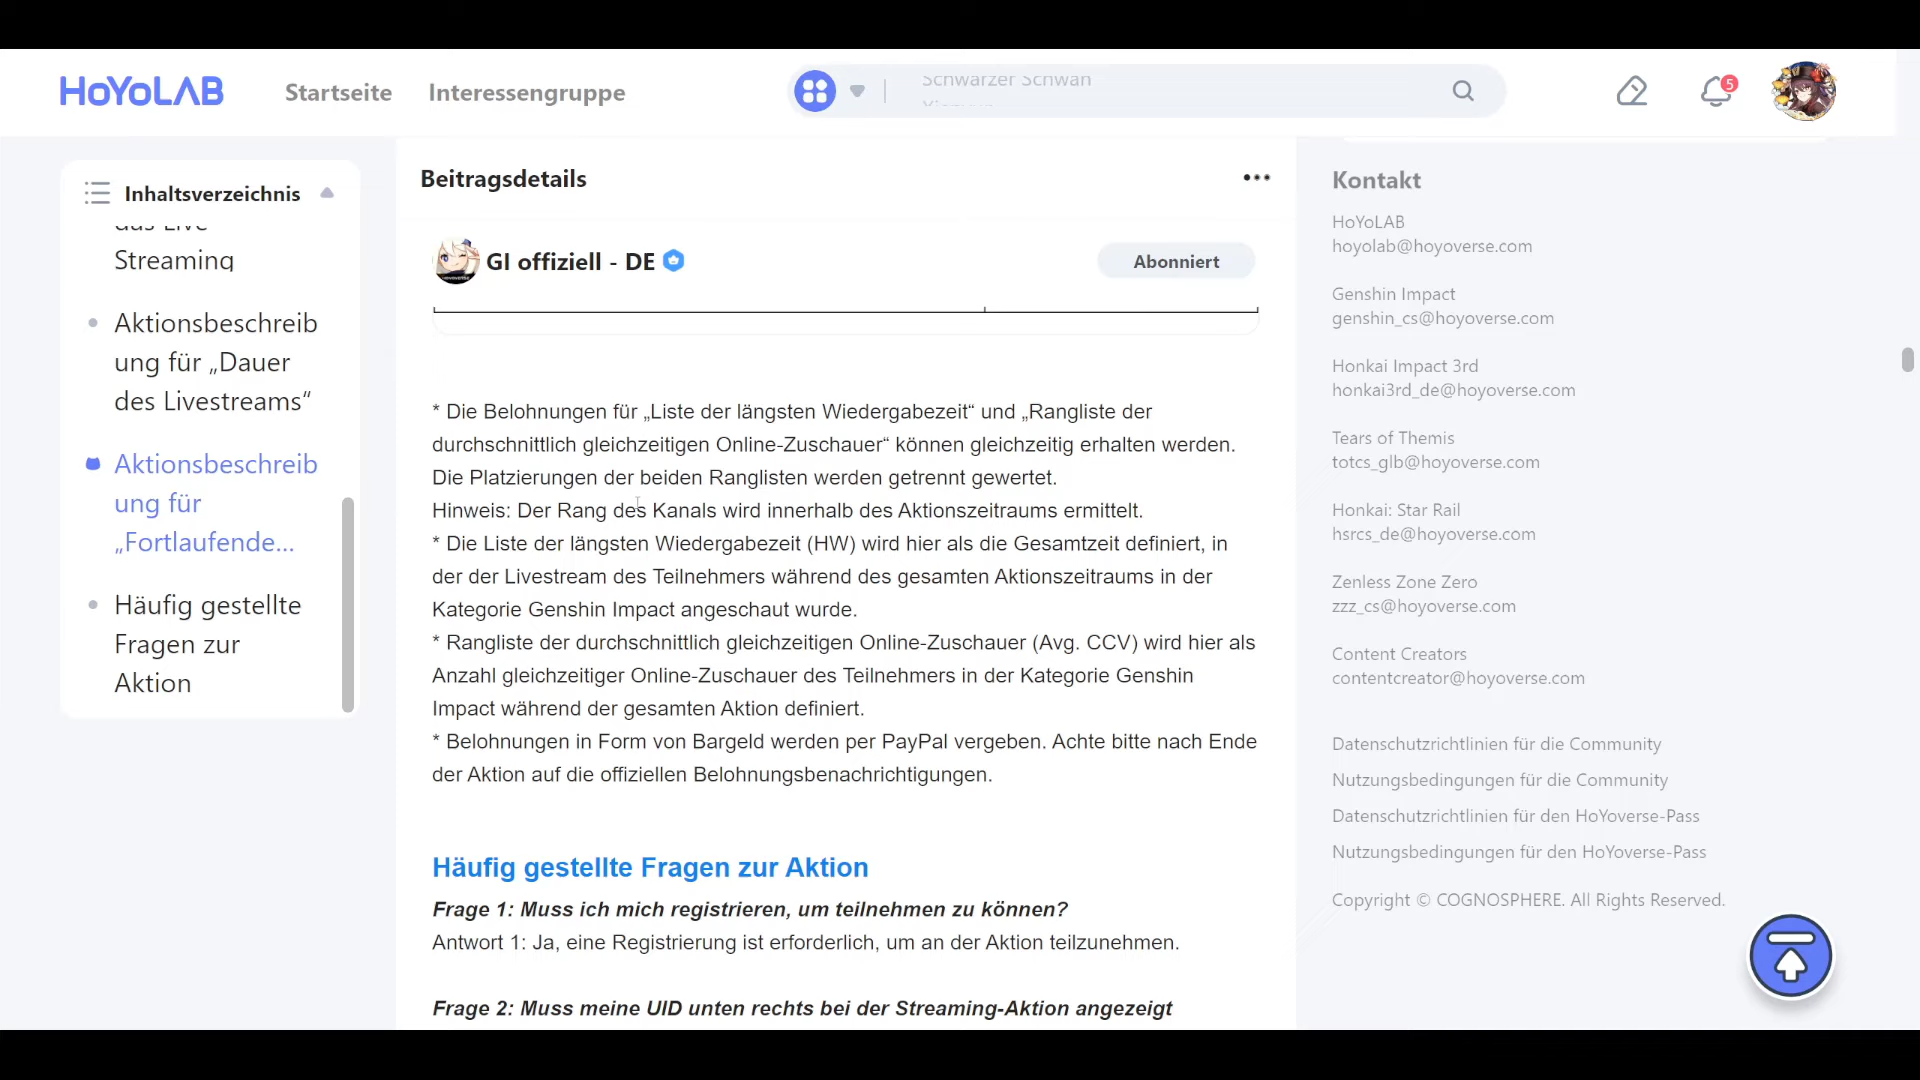 HoYoLAB
Startseite
Interessengruppe
Schwarzer Schwan
5
Inhaltsverzeichnis
Streaming
Aktionsbeschreib
ung für „Dauer
des Livestreams“
Aktionsbeschreib
ung für
„Fortlaufende...
Häufig gestellte
Fragen zur
Aktion
Beitragsdetails
GI offiziell - DE
Abonniert
* Die Belohnungen für „Liste der längsten Wiedergabezeit“ und „Rangliste der
durchschnittlich gleichzeitigen Online-Zuschauer“ können gleichzeitig erhalten werden.
Die Platzierungen der beiden Ranglisten werden getrennt gewertet.
Hinweis: Der Rang des Kanals wird innerhalb des Aktionszeitraums ermittelt.
* Die Liste der längsten Wiedergabezeit (HW) wird hier als die Gesamtzeit definiert, in
der der Livestream des Teilnehmers während des gesamten Aktionszeitraums in der
Kategorie Genshin Impact angeschaut wurde.
* Rangliste der durchschnittlich gleichzeitigen Online-Zuschauer (Avg. CCV) wird hier als
Anzahl gleichzeitiger Online-Zuschauer des Teilnehmers in der Kategorie Genshin
Impact während der gesamten Aktion definiert.
* Belohnungen in Form von Bargeld werden per PayPal vergeben. Achte bitte nach Ende
der Aktion auf die offiziellen Belohnungsbenachrichtigungen.
Häufig gestellte Fragen zur Aktion
Frage 1: Muss ich mich registrieren, um teilnehmen zu können?
Antwort 1: Ja, eine Registrierung ist erforderlich, um an der Aktion teilzunehmen.
Frage 2: Muss meine UID unten rechts bei der Streaming-Aktion angezeigt
Kontakt
HoYoLAB
hoyolab@hoyoverse.com
Genshin Impact
genshin_cs@hoyoverse.com
Honkai Impact 3rd
honkai3rd_de@hoyoverse.com
Tears of Themis
totcs_glb@hoyoverse.com
Honkai: Star Rail
hsrcs_de@hoyoverse.com
Zenless Zone Zero
zzz_cs@hoyoverse.com
Content Creators
contentcreator@hoyoverse.com
Datenschutzrichtlinien für die Community
Nutzungsbedingungen für die Community
Datenschutzrichtlinien für den HoYoverse-Pass
Nutzungsbedingungen für den HoYoverse-Pass
Copyright © COGNOSPHERE. All Rights Reserved.